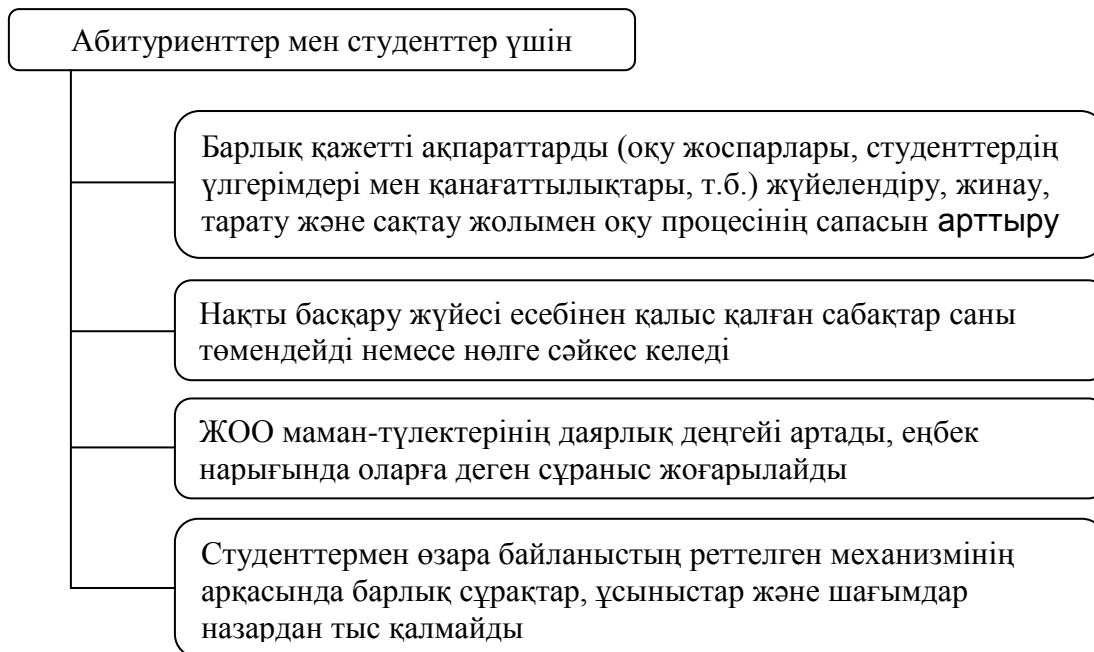 Абитуриенттер мен студенттер үшін
Барлық қажетті ақпараттарды (оқу жоспарлары, студенттердің
үлгерімдері мен қанағаттылықтары, т.б.) жүйелендіру, жинау,
тарату және сақтау жолымен оқу процесінің сапасын арттыру
Нақты басқару жүйесі есебінен қалыс қалған сабақтар саны
төмендейді немесе нөлге сәйкес келеді
ЖОО маман-түлектерінің даярлық деңгейі артады, еңбек
нарығында оларға деген сұраныс жоғарылайды
Студенттермен өзара байланыстың реттелген механизмінің
арқасында барлық сұрақтар, ұсыныстар және шағымдар
назардан тыс қалмайды